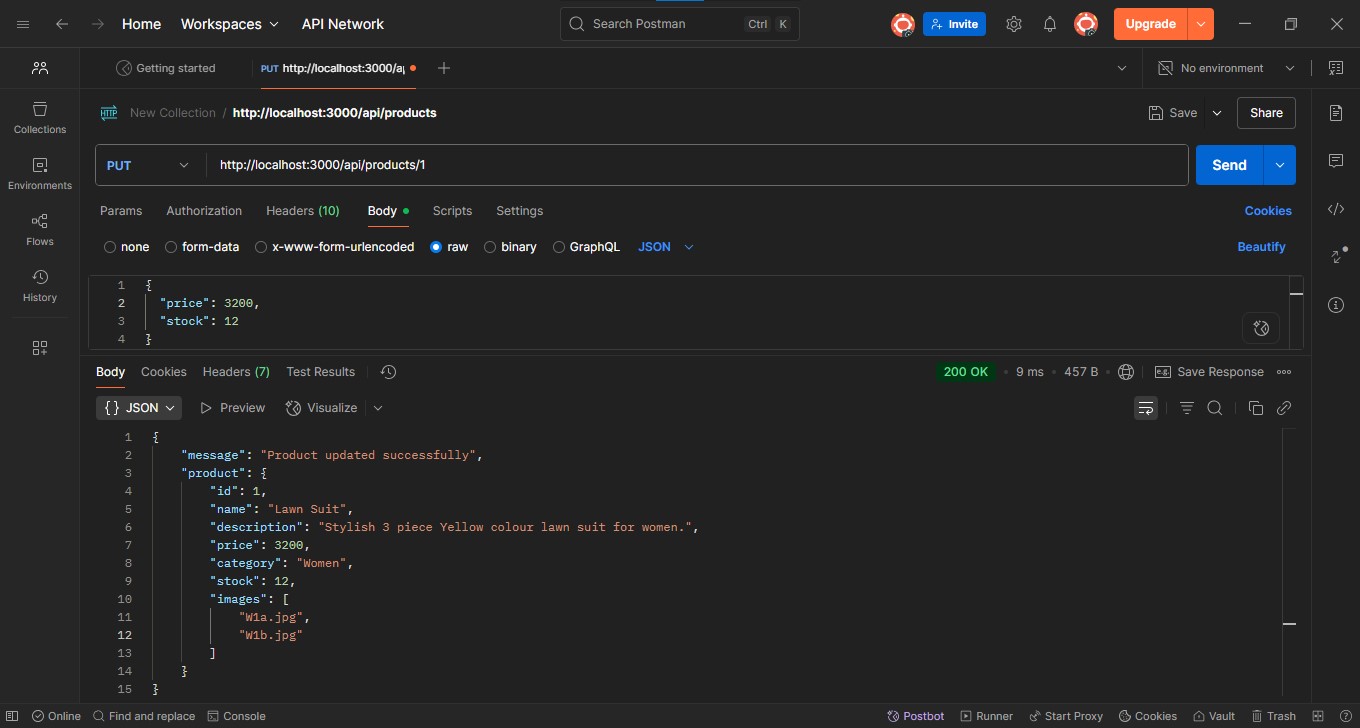 Home Workspaces API Network Search Postman Ctrl K Invite Upgrade
Getting started PUT http://localhost:3000/ap No environment
HTTP New Collection / http://localhost:3000/api/products Save Share
Collections
PUT http://localhost:3000/api/products/1 Send
Environments
Params Authorization Headers (10) Body Scripts Settings Cookies
Flows
none form-data x-www-form-urlencoded raw binary GraphQL JSON Beautify
History
1 {
2 "price": 3200,
3 "stock": 12
4 }
Body Cookies Headers (7) Test Results 200 OK 9 ms 457 B e.g. Save Response
{} JSON Preview Visualize
1 {
2 "message": "Product updated successfully",
3 "product": {
4 "id": 1,
5 "name": "Lawn Suit",
6 "description": "Stylish 3 piece Yellow colour lawn suit for women.",
7 "price": 3200,
8 "category": "Women",
9 "stock": 12,
10 "images": [
11 "W1a.jpg",
12 "W1b.jpg"
13 ]
14 }
15 }
Online Find and replace Console Postbot Runner Start Proxy Cookies Vault Trash